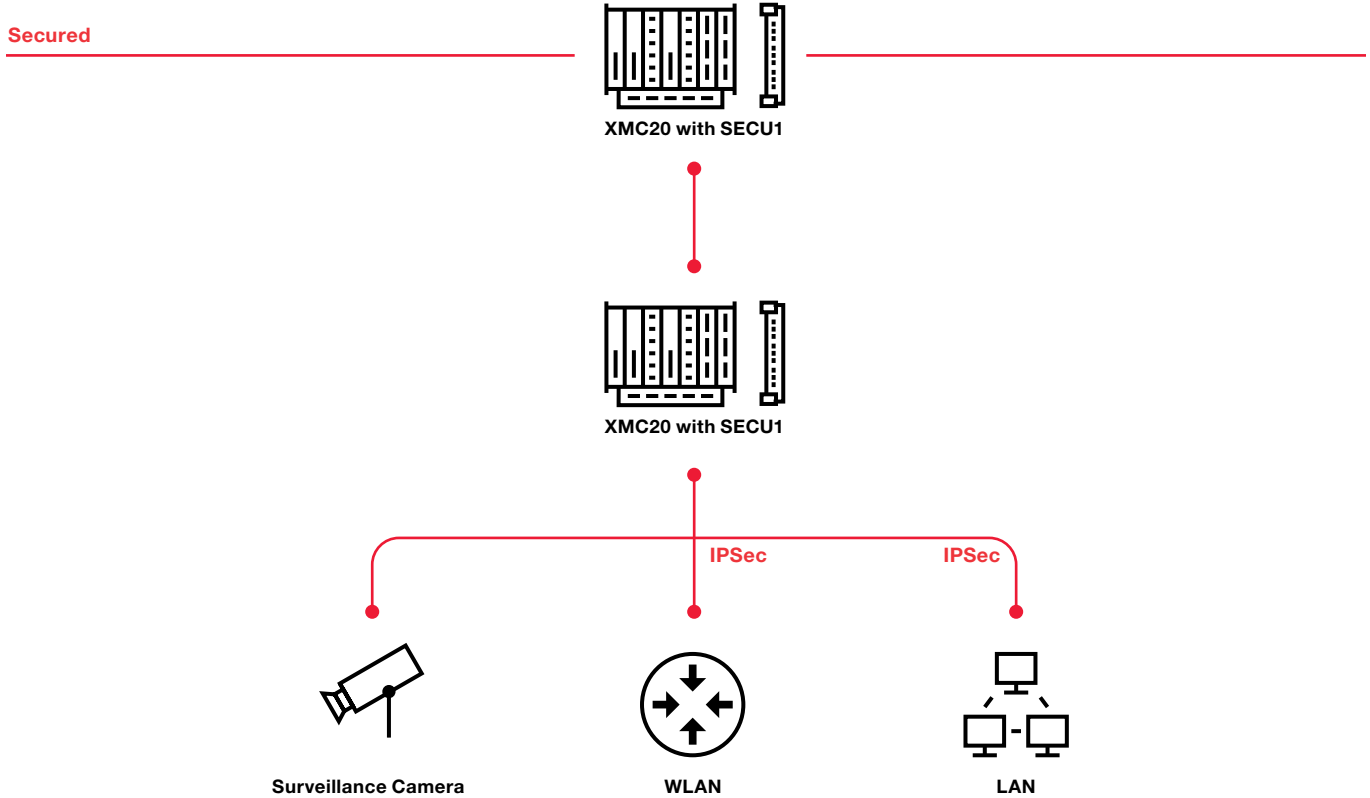 Secured
XMC20 with SECU1
XMC20 with SECU1
IPSec
IPSec
Surveillance Camera
WLAN
LAN